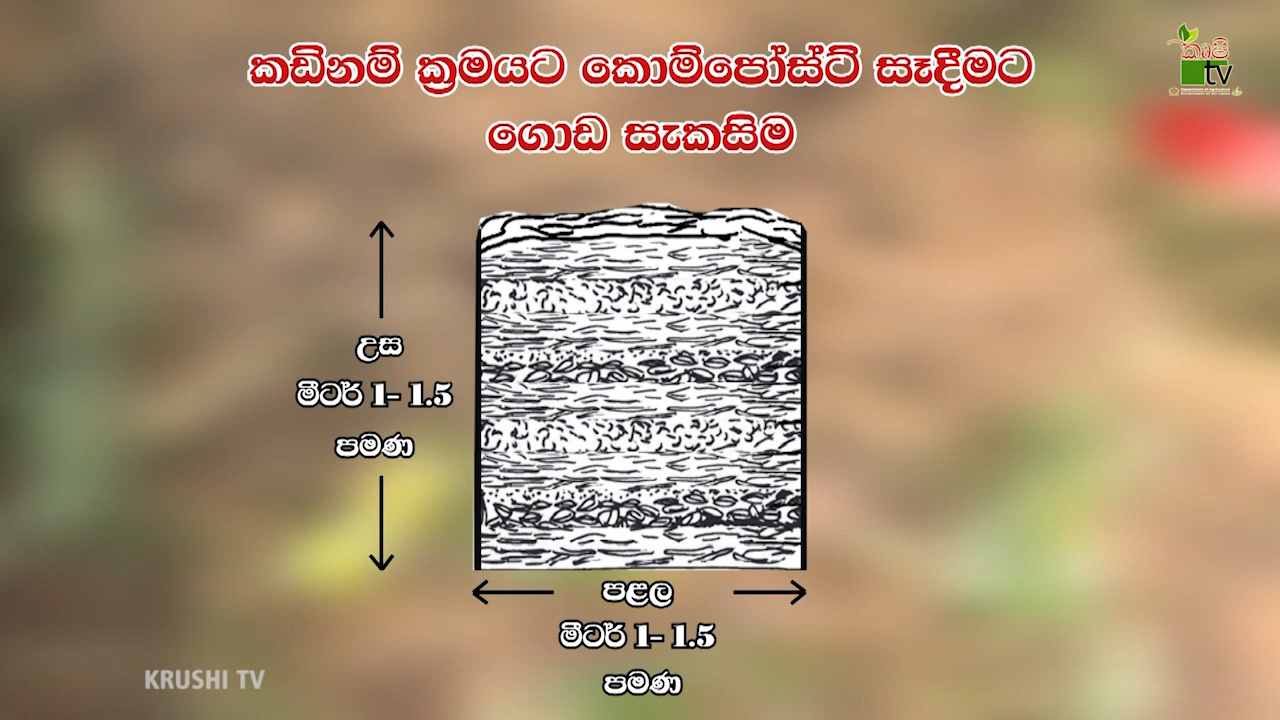 කඩිනම් ක්‍රමයට කොම්පෝස්ට් සෑදීමට
ගොඩ සැකසිම
කෘෂි
tv
උස
මීටර් 1- 1.5
පමණ
පළල
මීටර් 1- 1.5
පමණ
KRUSHI TV